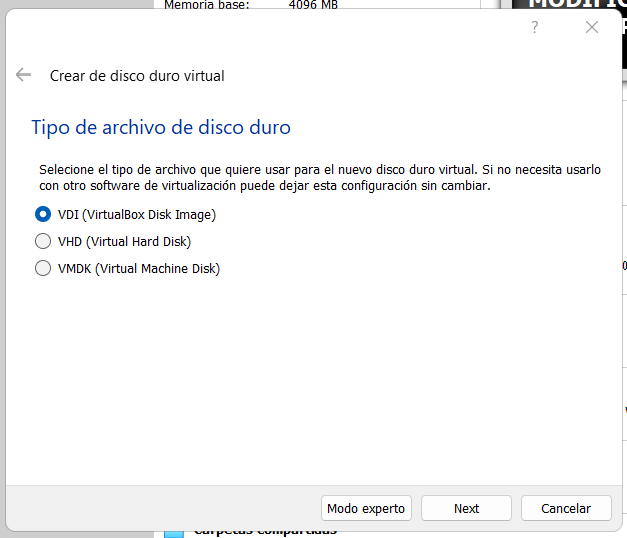 Memoria base: 4096 MB
?
Crear de disco duro virtual
Tipo de archivo de disco duro
Seleccione el tipo de archivo que quiere usar para el nuevo disco duro virtual. Si no necesita usarlo
con otro software de virtualización puede dejar esta configuración sin cambiar.
VDI (VirtualBox Disk Image)
VHD (Virtual Hard Disk)
VMDK (Virtual Machine Disk)
Modo experto Next Cancelar
Carpetas compartidas